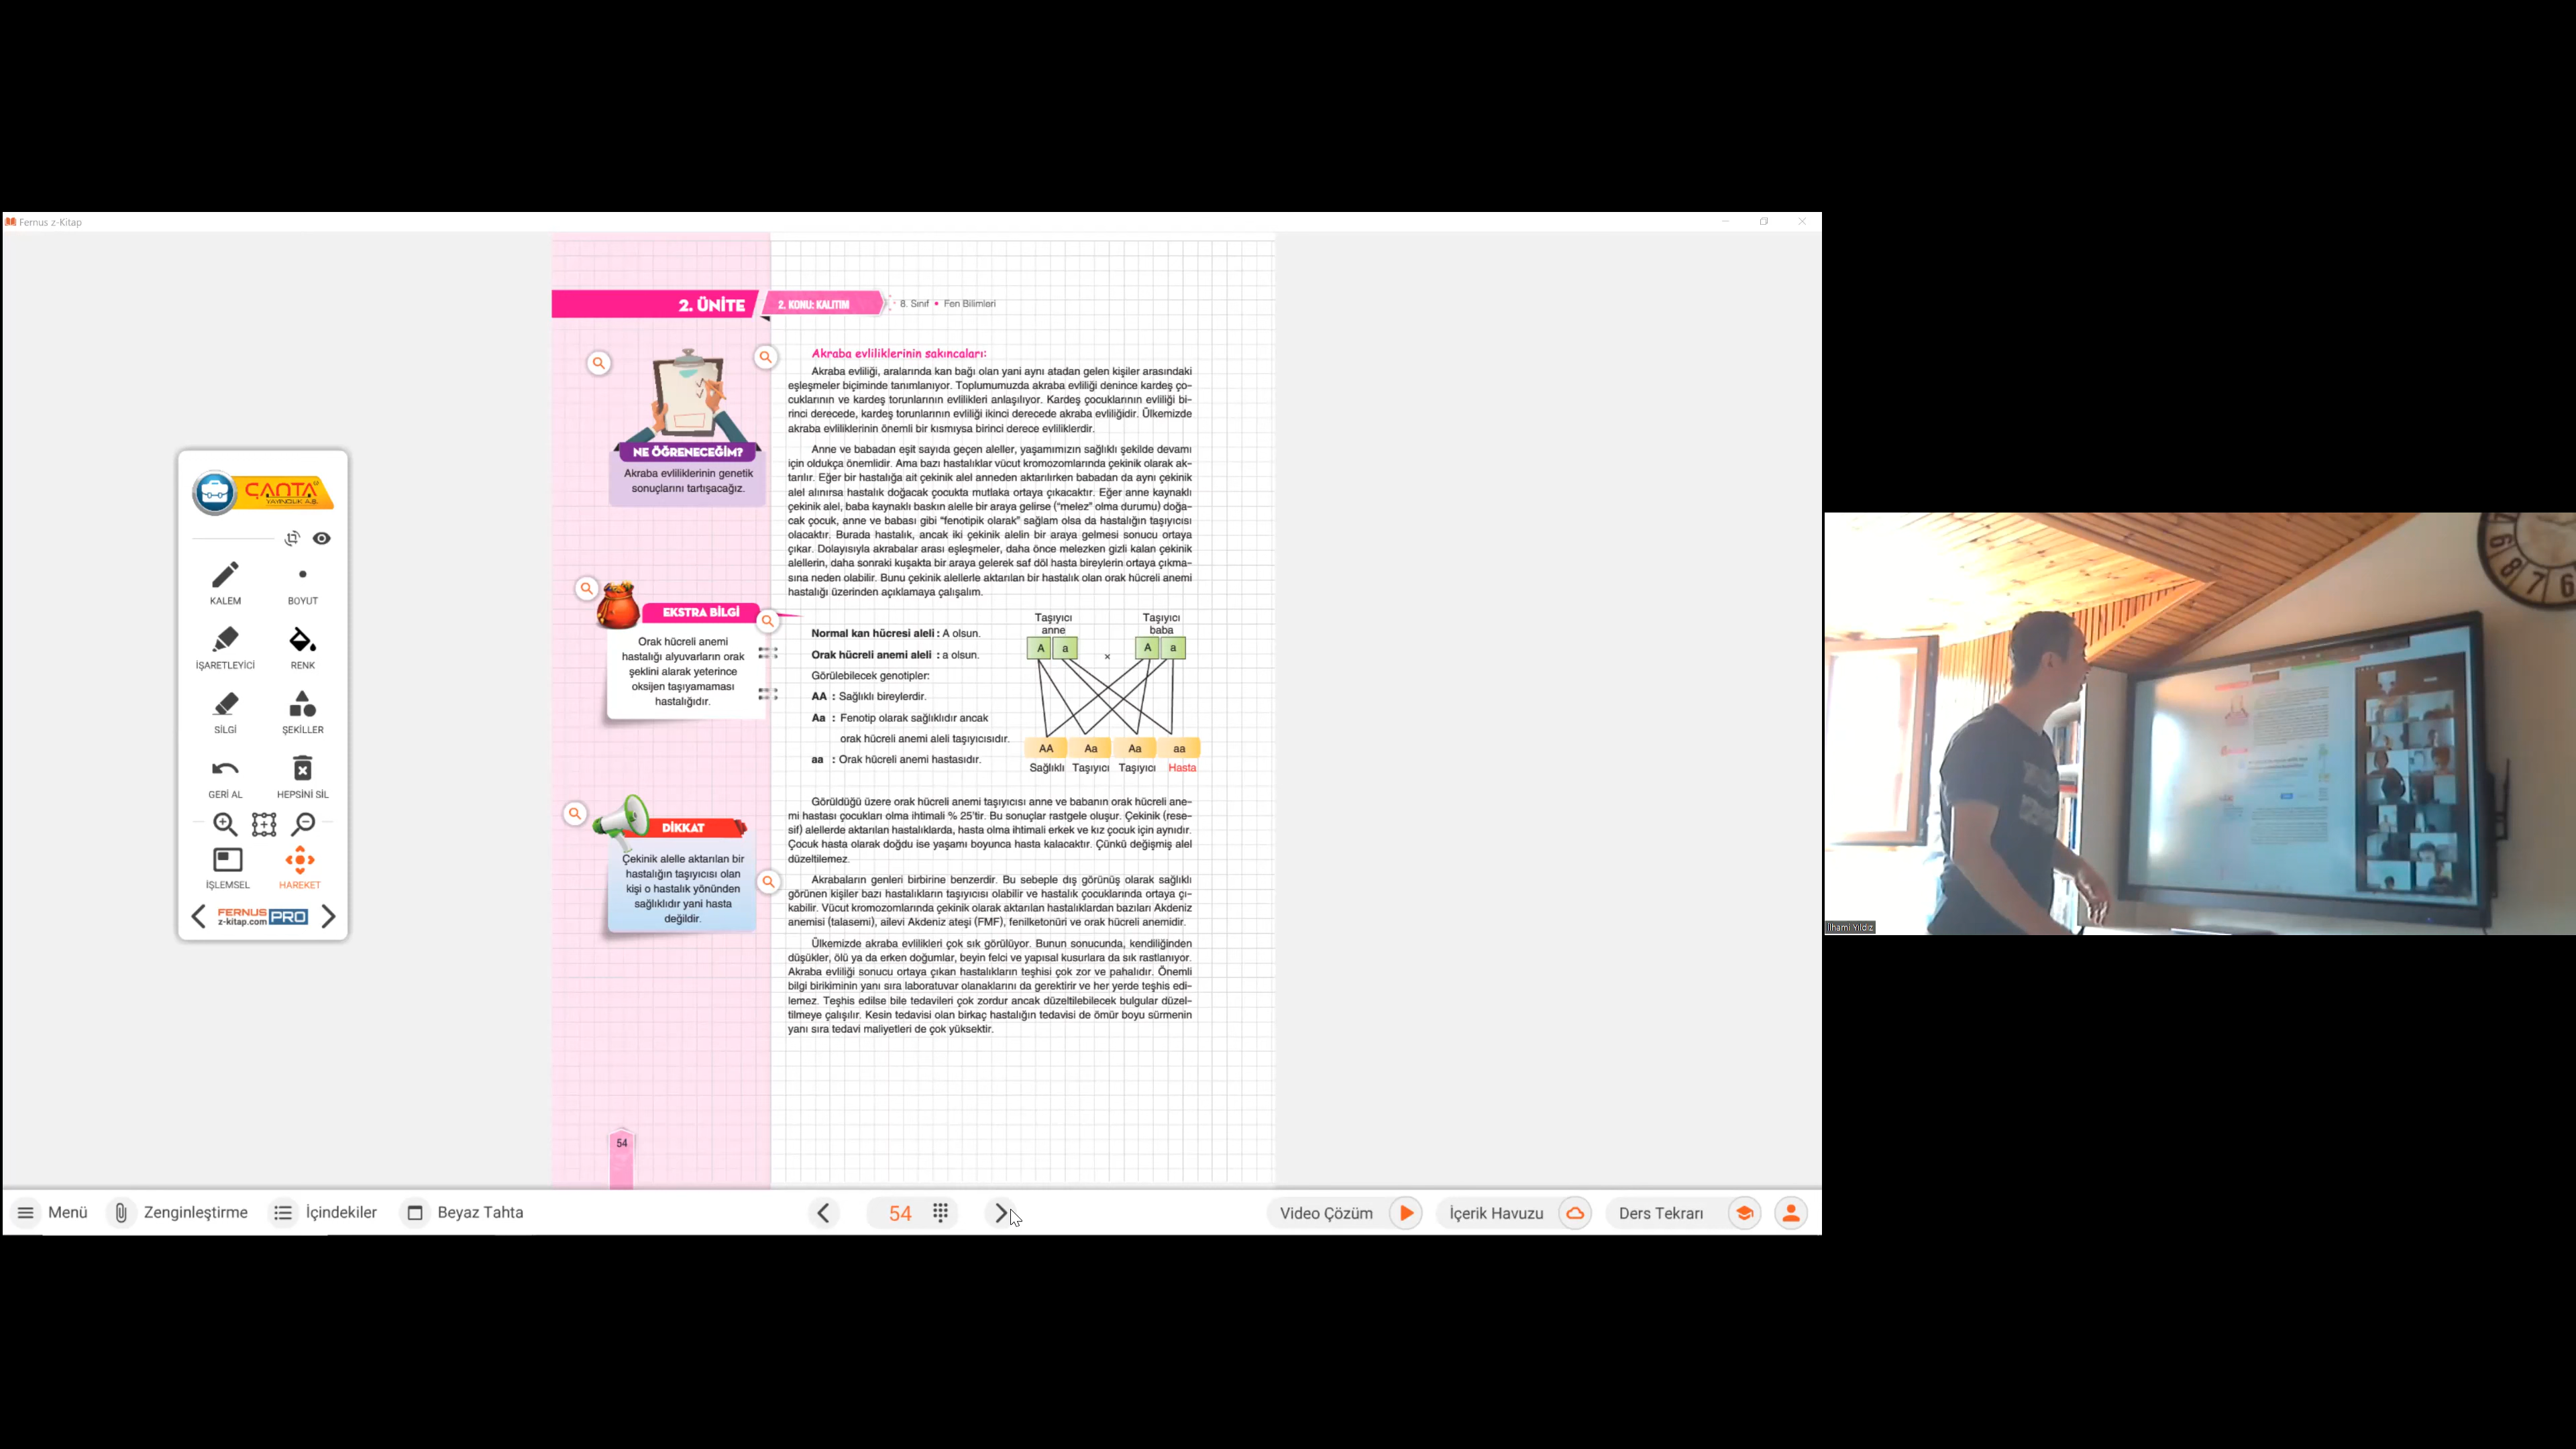 Fernus z-Kitap
2. ÜNİTE
2. KONU: KALITIM
8. Sınıf • Fen Bilimleri
NE ÖĞRENECEĞİM?
Akraba evliliklerinin genetik
sonuçlarını tartışacağız.
Akraba evliliklerinin sakıncaları:
Akraba evliliği, aralarında kan bağı olan yani aynı atadan gelen kişiler arasındaki
eşleşmeler biçiminde tanımlanıyor. Toplumumuzda akraba evliliği denince kardeş ço-
cuklarının ve kardeş torunlarının evlilikleri anlaşılıyor. Kardeş çocuklarının evliliği bi-
rinci derecede, kardeş torunlarının evliliği ikinci derecede akraba evliliğidir. Ülkemizde
akraba evliliklerinin önemli bir kısmıysa birinci derece evliliklerdir.
Anne ve babadan eşit sayıda geçen aleller, yaşamımızın sağlıklı şekilde devamı
için oldukça önemlidir. Ama bazı hastalıklar vücut kromozomlarında çekinik olarak ak-
tarılır. Eğer bir hastalığa ait çekinik alel anneden aktarılırken babadan da aynı çekinik
alel alınırsa hastalık doğacak çocukta mutlaka ortaya çıkacaktır. Eğer anne kaynaklı
çekinik alel, baba kaynaklı baskın alelle bir araya gelirse ("melez" olma durumu) doğa-
cak çocuk, anne ve babası gibi "fenotipik olarak" sağlam olsa da hastalığın taşıyıcısı
olacaktır. Burada hastalık, ancak iki çekinik alelin bir araya gelmesi sonucu ortaya
çıkar. Dolayısıyla akrabalar arası eşleşmeler, daha önce melezken gizli kalan çekinik
alellerin, daha sonraki kuşakta bir araya gelerek saf döl hasta bireylerin ortaya çıkma-
sına neden olabilir. Bunu çekinik alellerle aktarılan bir hastalık olan orak hücreli anemi
hastalığı üzerinden açıklamaya çalışalım.
EKSTRA BİLGİ
Orak hücreli anemi
hastalığı alyuvarların orak
şeklini alarak yeterince
oksijen taşıyamaması
hastalığıdır.
Normal kan hücresi aleli : A olsun.
Orak hücreli anemi aleli : a olsun.
Görülebilecek genotipler:
AA : Sağlıklı bireylerdir.
Aa : Fenotip olarak sağlıklıdır ancak
orak hücreli anemi aleli taşıyıcısıdır.
aa : Orak hücreli anemi hastasıdır.
Taşıyıcı Taşıyıcı
anne baba
A a × A a
AA Aa Aa aa
Sağlıklı Taşıyıcı Taşıyıcı Hasta
DİKKAT
Çekinik alelle aktarılan bir
hastalığın taşıyıcısı olan
kişi o hastalık yönünden
sağlıklıdır yani hasta
değildir.
Görüldüğü üzere orak hücreli anemi taşıyıcısı anne ve babanın orak hücreli ane-
mi hastası çocukları olma ihtimali % 25'tir. Bu sonuçlar rastgele oluşur. Çekinik (rese-
sif) alellerde aktarılan hastalıklarda, hasta olma ihtimali erkek ve kız çocuk için aynıdır.
Çocuk hasta olarak doğdu ise yaşamı boyunca hasta kalacaktır. Çünkü değişmiş alel
düzeltilemez.
Akrabaların genleri birbirine benzerdir. Bu sebeple dış görünüş olarak sağlıklı
görünen kişiler bazı hastalıkların taşıyıcısı olabilir ve hastalık çocuklarında ortaya çı-
kabilir. Vücut kromozomlarında çekinik olarak aktarılan hastalıklardan bazıları Akdeniz
anemisi (talasemi), ailevi Akdeniz ateşi (FMF), fenilketonüri ve orak hücreli anemidir.
Ülkemizde akraba evlilikleri çok sık görülüyor. Bunun sonucunda, kendiliğinden
düşükler, ölü ya da erken doğumlar, beyin felci ve yapısal kusurlara da sık rastlanıyor.
Akraba evliliği sonucu ortaya çıkan hastalıkların teşhisi çok zor ve pahalıdır. Önemli
bilgi birikiminin yanı sıra laboratuvar olanaklarını da gerektirir ve her yerde teşhis edi-
lemez. Teşhis edilse bile tedavileri çok zordur ancak düzeltilebilecek bulgular düzel-
tilmeye çalışılır. Kesin tedavisi olan birkaç hastalığın tedavisi de ömür boyu sürmenin
yanı sıra tedavi maliyetleri de çok yüksektir.
54
ÇANTA
YAYINCILIK A.Ş.
KALEM BOYUT
İŞARETLEYİCİ RENK
SİLGİ ŞEKİLLER
GERİ AL HEPSİNİ SİL
İŞLEMSEL HAREKET
FERNUS PRO
z-kitap.com
Menü Zenginleştirme İçindekiler Beyaz Tahta 54 Video Çözüm İçerik Havuzu Ders Tekrarı
6 7 8 9
İlhami Yıldız